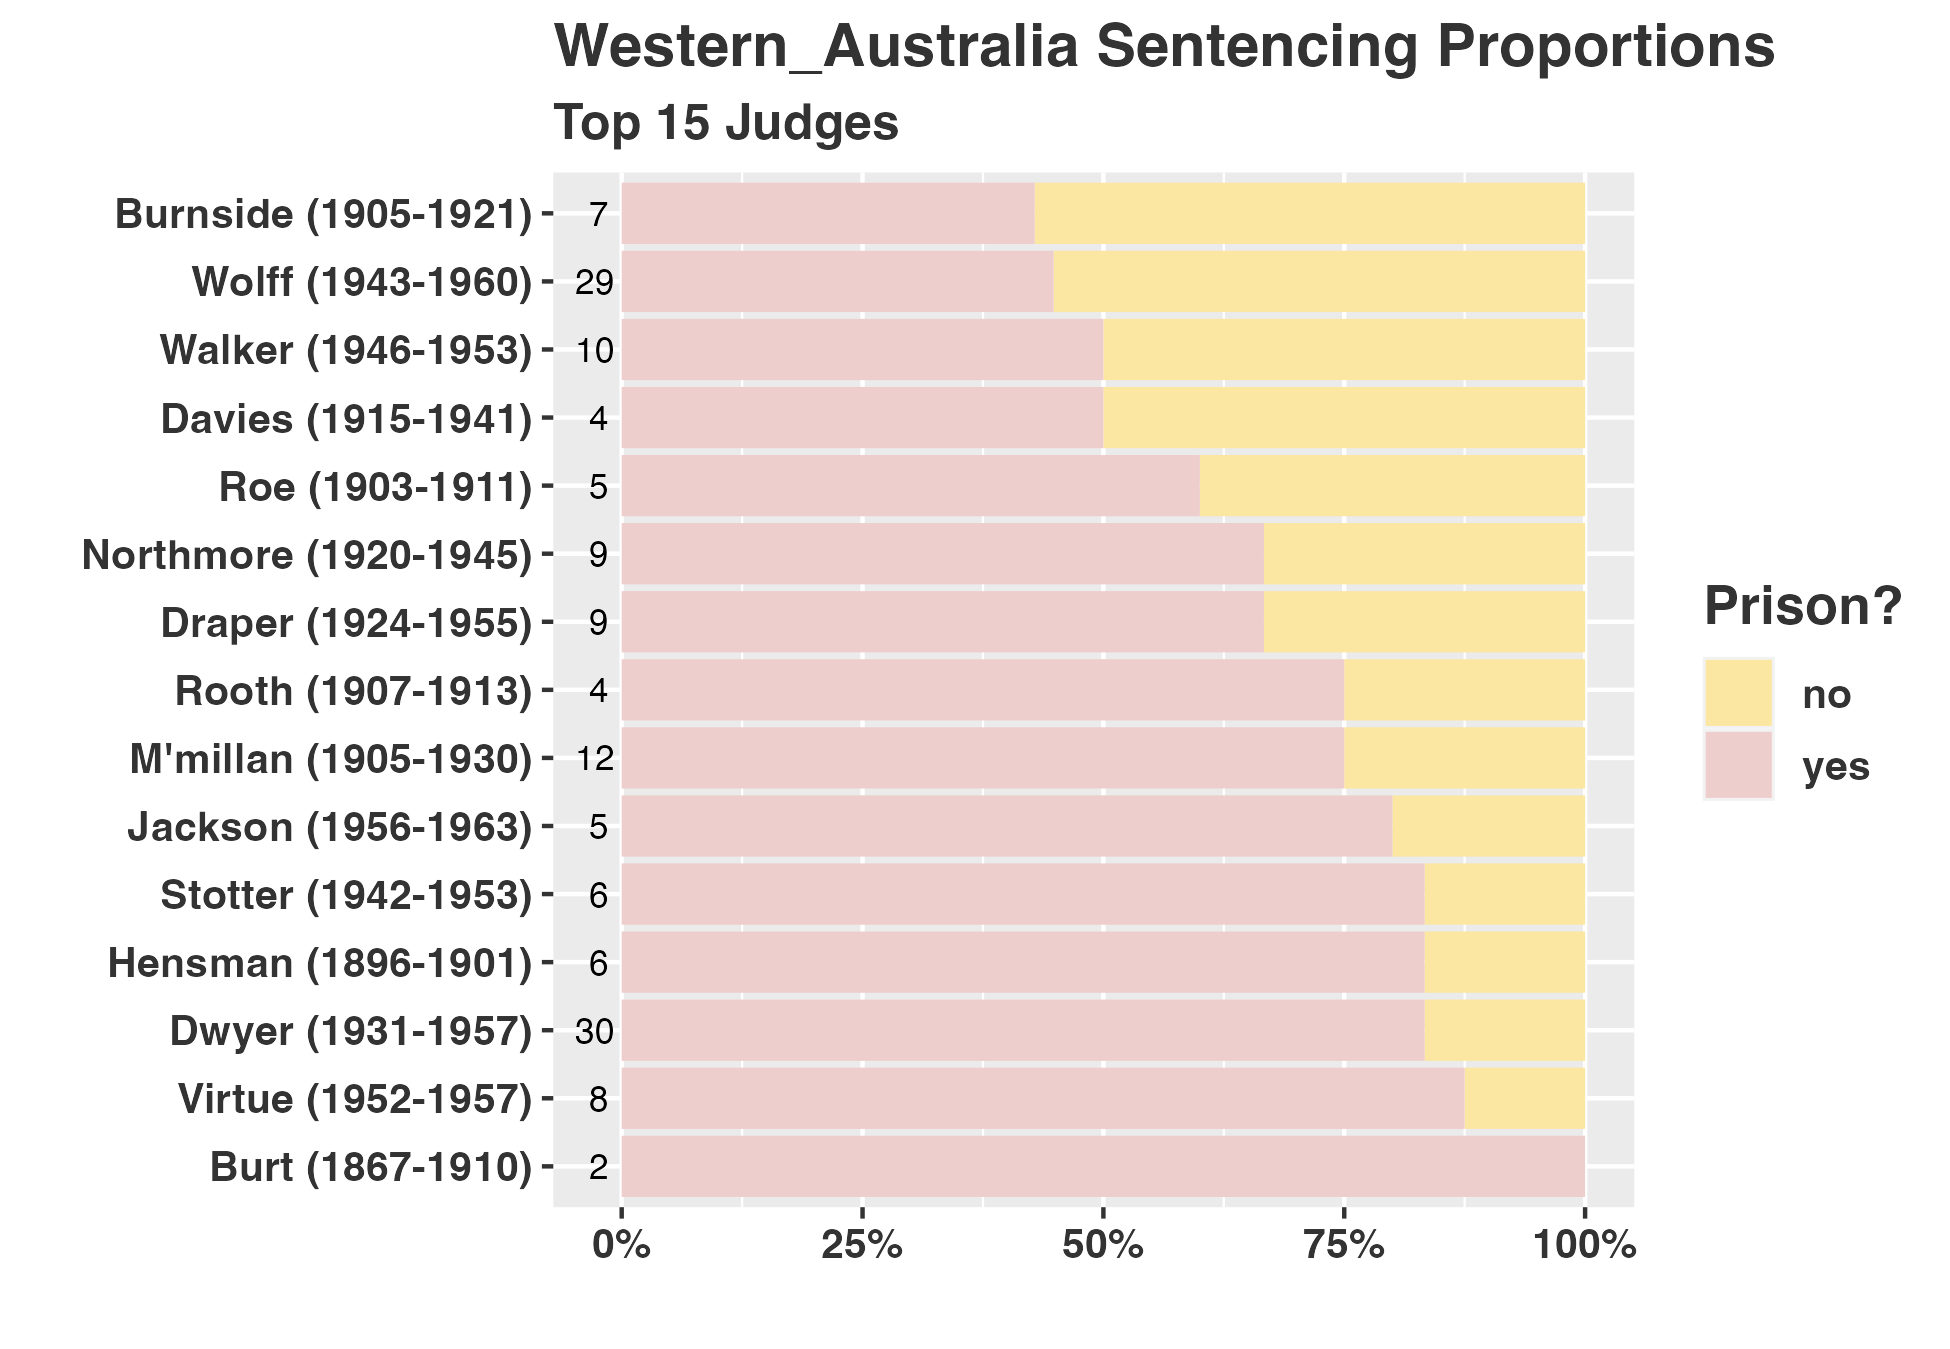 Western_Australia Sentencing Proportions
Top 15 Judges
Burnside (1905-1921) 7
Wolff (1943-1960) 29
Walker (1946-1953) 10
Davies (1915-1941) 4
Roe (1903-1911) 5
Northmore (1920-1945) 9
Draper (1924-1955) 9
Rooth (1907-1913) 4
M'millan (1905-1930) 12
Jackson (1956-1963) 5
Stotter (1942-1953) 6
Hensman (1896-1901) 6
Dwyer (1931-1957) 30
Virtue (1952-1957) 8
Burt (1867-1910) 2
0% 25% 50% 75% 100%
Prison?
no
yes